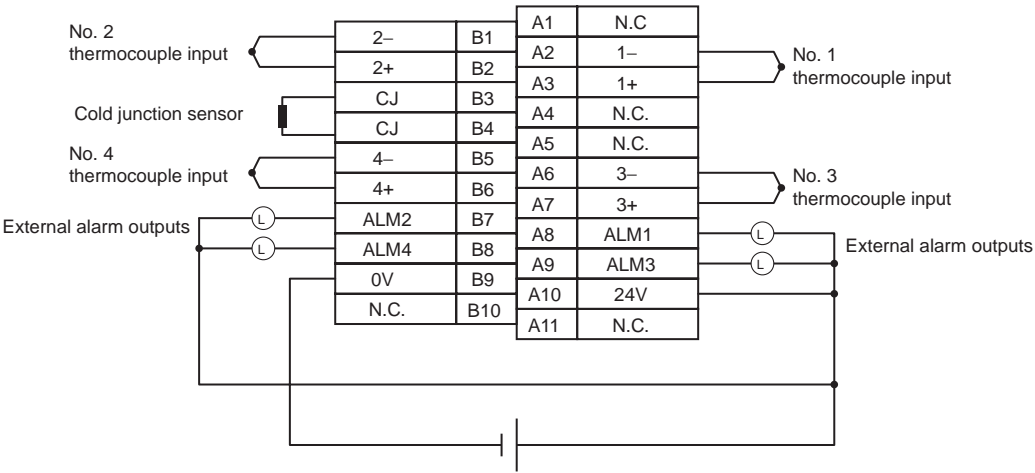 No. 2
thermocouple input
Cold junction sensor
No. 4
thermocouple input
External alarm outputs
L
L
2– B1
2+ B2
CJ B3
CJ B4
4– B5
4+ B6
ALM2 B7
ALM4 B8
0V B9
N.C. B10
A1 N.C
A2 1–
A3 1+
A4 N.C.
A5 N.C.
A6 3–
A7 3+
A8 ALM1
A9 ALM3
A10 24V
A11 N.C.
No. 1
thermocouple input
No. 3
thermocouple input
L
L
External alarm outputs